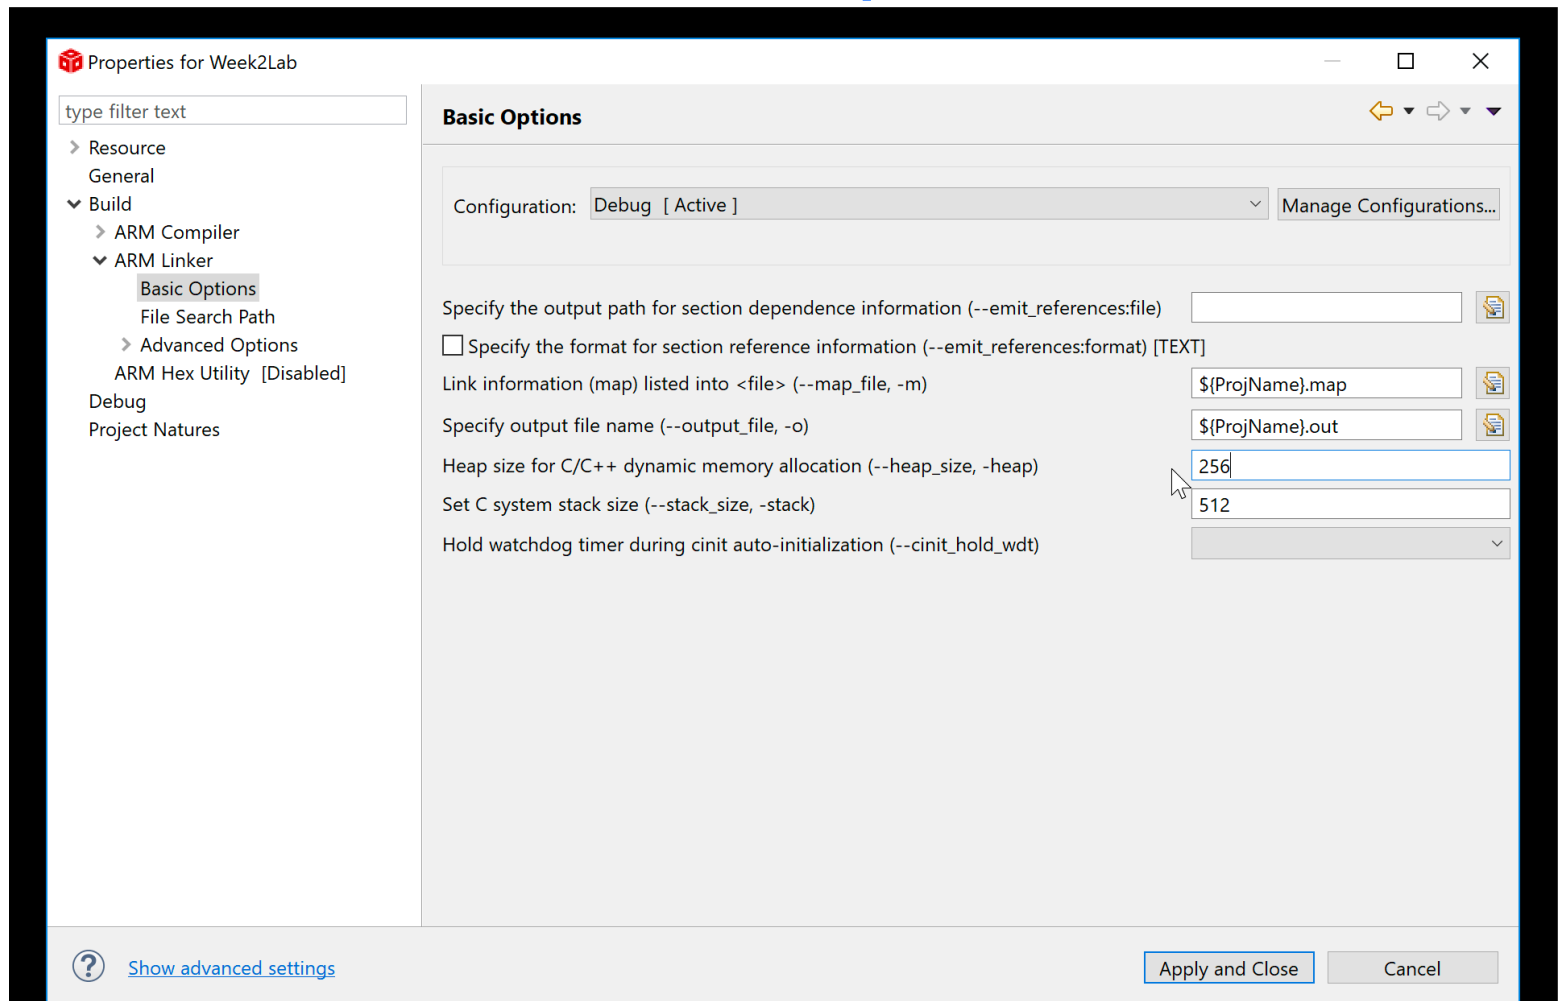 Properties for Week2Lab
type filter text
Resource
General
Build
ARM Compiler
ARM Linker
Basic Options
File Search Path
Advanced Options
ARM Hex Utility [Disabled]
Debug
Project Natures
Basic Options
Configuration: Debug [ Active ] Manage Configurations...
Specify the output path for section dependence information (--emit_references:file)
Specify the format for section reference information (--emit_references:format) [TEXT]
Link information (map) listed into <file> (--map_file, -m) ${ProjName}.map
Specify output file name (--output_file, -o) ${ProjName}.out
Heap size for C/C++ dynamic memory allocation (--heap_size, -heap) 256
Set C system stack size (--stack_size, -stack) 512
Hold watchdog timer during cinit auto-initialization (--cinit_hold_wdt)
? Show advanced settings Apply and Close Cancel